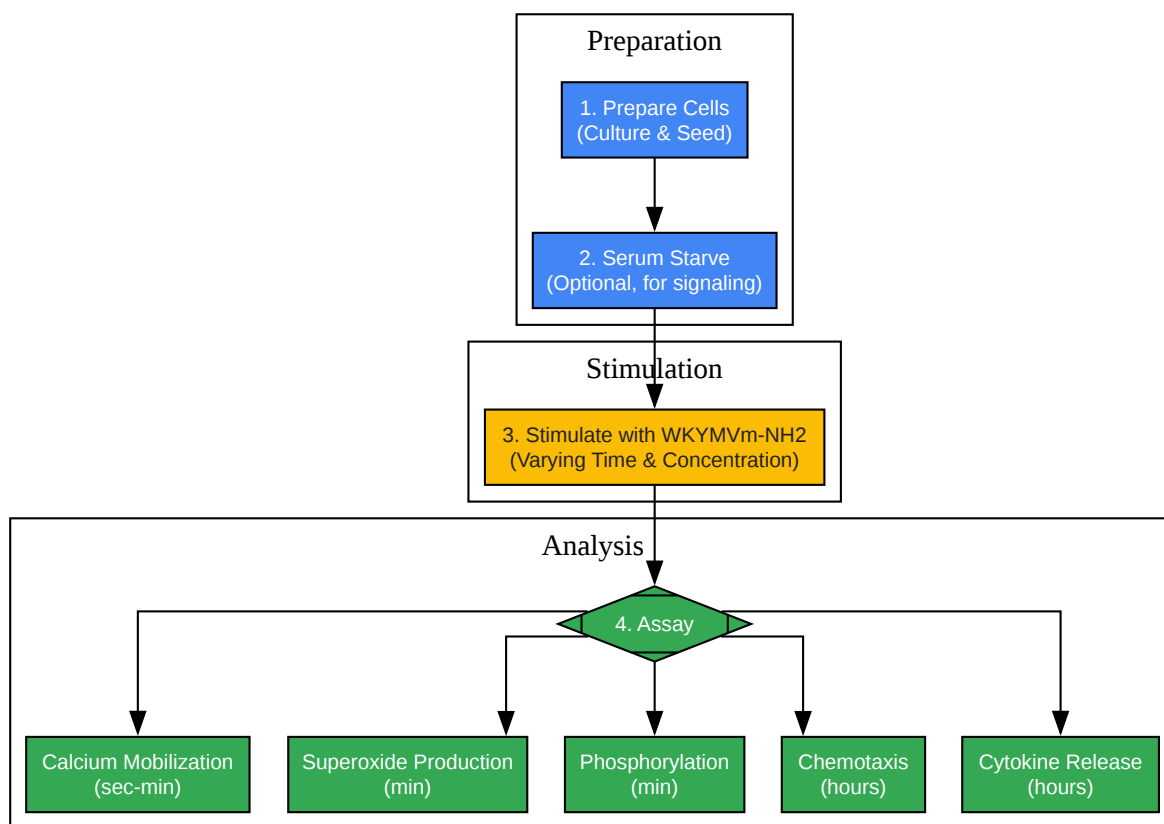 Preparation
1. Prepare Cells
(Culture & Seed)
2. Serum Starve
(Optional, for signaling)
Stimulation
3. Stimulate with WKYMVm-NH2
(Varying Time & Concentration)
Analysis
4. Assay
Calcium Mobilization
(sec-min)
Superoxide Production
(min)
Phosphorylation
(min)
Chemotaxis
(hours)
Cytokine Release
(hours)